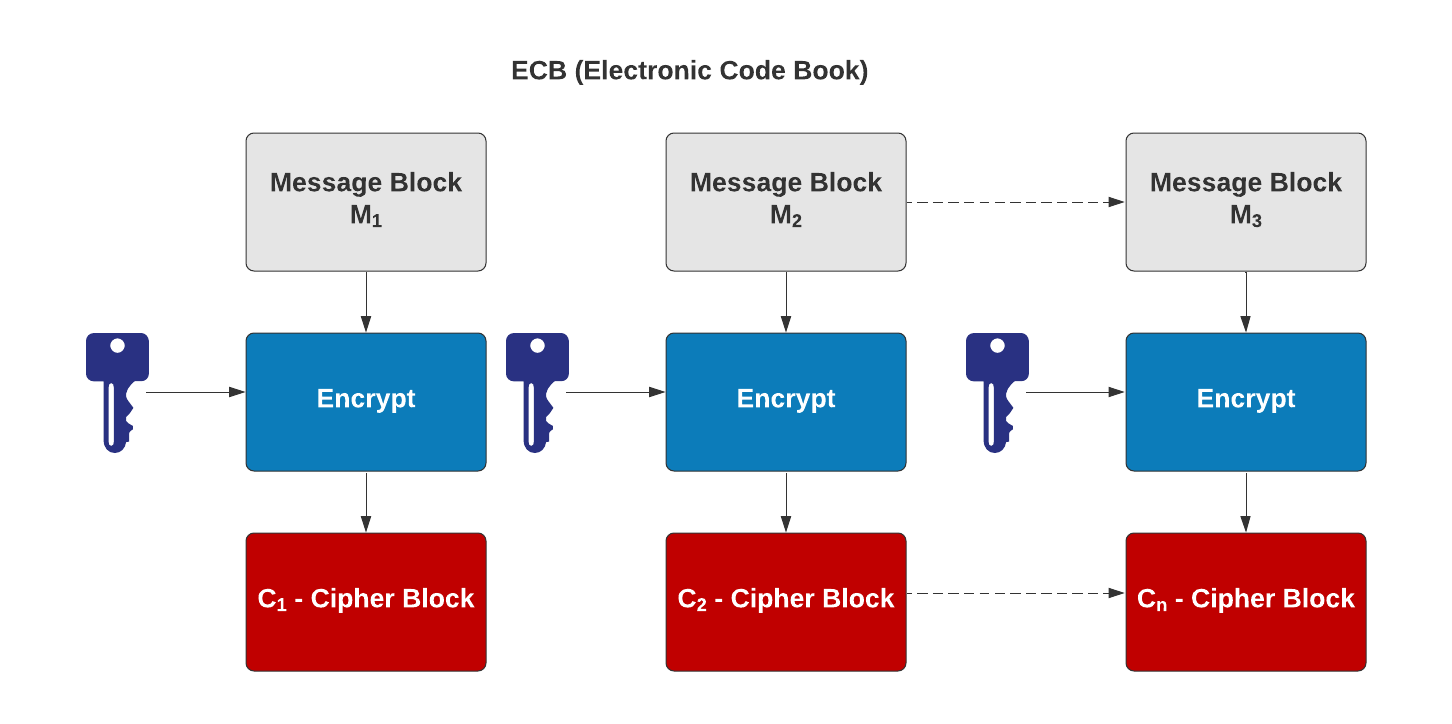 ECB (Electronic Code Book)
Message Block
M₁
Message Block
M₂
Message Block
M₃
Encrypt
Encrypt
Encrypt
C₁ - Cipher Block
C₂ - Cipher Block
Cₙ - Cipher Block